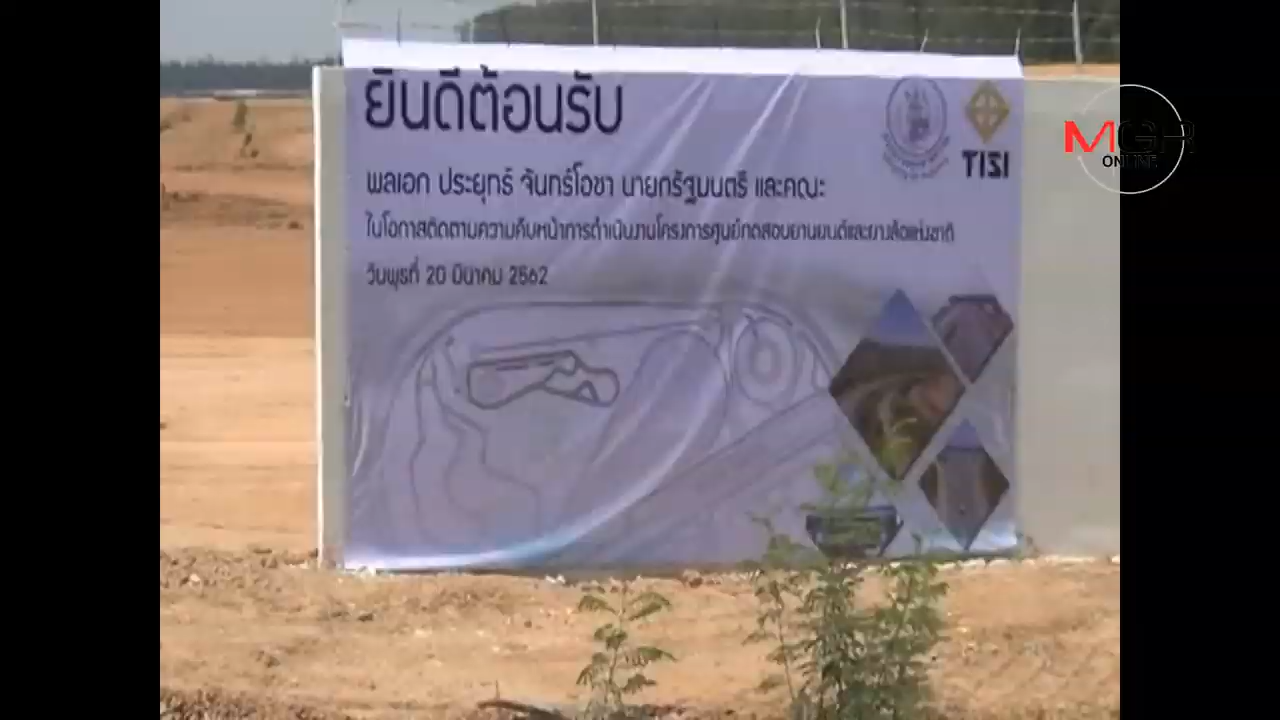 ยินดีต้อนรับ
TISI
พลเอก ประยุทธ์ จันทร์โอชา นายกรัฐมนตรี และคณะ
ในโอกาสติดตามความคืบหน้าการดำเนินงานโครงการศูนย์ทดสอบยานยนต์และยางล้อแห่งชาติ
วันพุธที่ 20 มีนาคม 2562
MGR
ONLINE